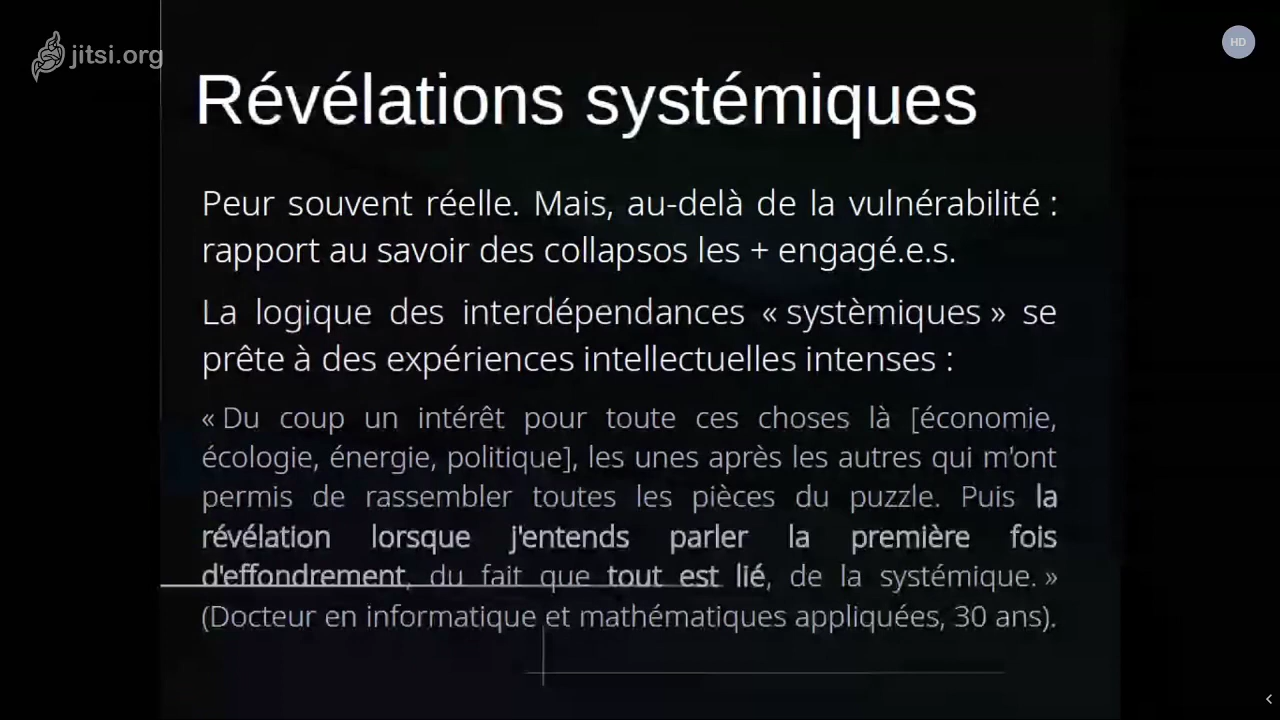 jitsi.org
HD
Révélations systémiques
Peur souvent réelle. Mais, au-delà de la vulnérabilité :
rapport au savoir des collapsos les + engagé.e.s.
La logique des interdépendances « systèmiques » se
prête à des expériences intellectuelles intenses :
« Du coup un intérêt pour toute ces choses là [économie,
écologie, énergie, politique], les unes après les autres qui m'ont
permis de rassembler toutes les pièces du puzzle. Puis la
révélation lorsque j'entends parler la première fois
d'effondrement, du fait que tout est lié, de la systémique. »
(Docteur en informatique et mathématiques appliquées, 30 ans).